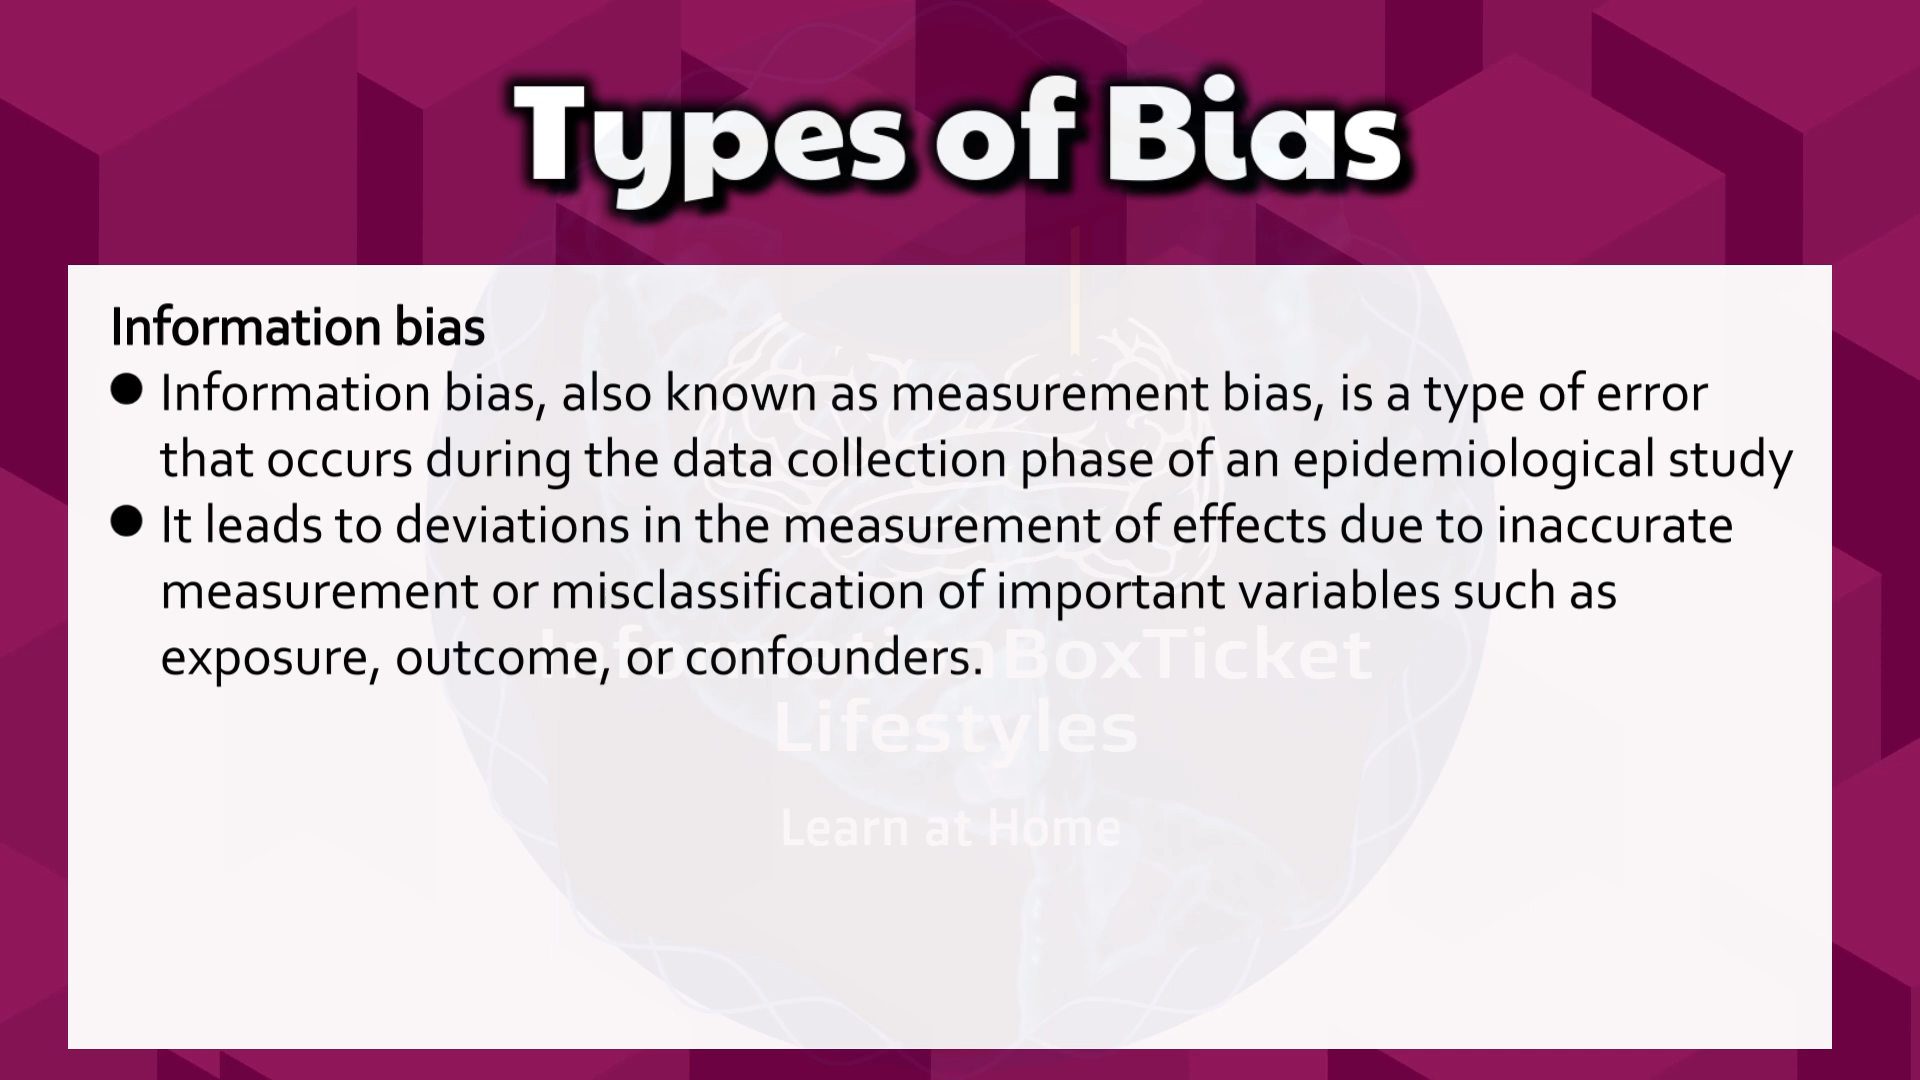 Types of Bias
Information bias
● Information bias, also known as measurement bias, is a type of error
that occurs during the data collection phase of an epidemiological study
● It leads to deviations in the measurement of effects due to inaccurate
measurement or misclassification of important variables such as
exposure, outcome, or confounders.
InformationBoxTicket
Lifestyles
Learn at Home